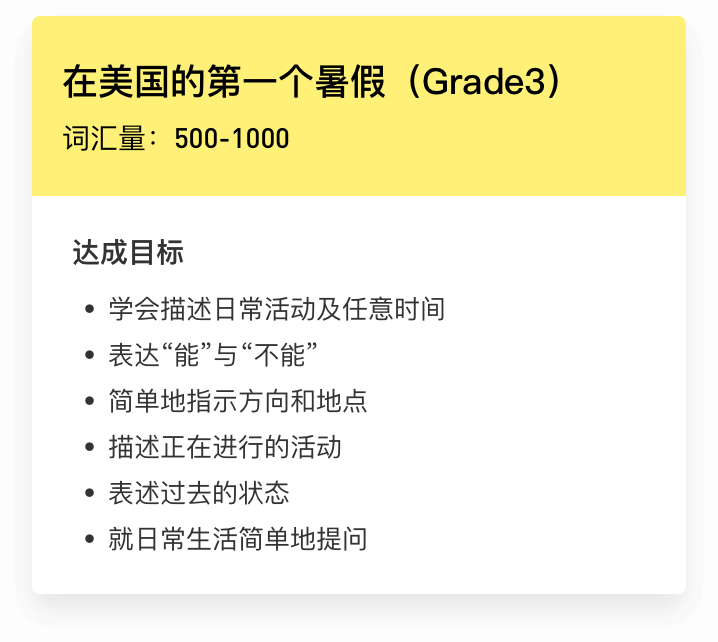 在美国的第一个暑假（Grade3）
词汇量：500-1000
达成目标
• 学会描述日常活动及任意时间
• 表达“能”与“不能”
• 简单地指示方向和地点
• 描述正在进行的活动
• 表述过去的状态
• 就日常生活简单地提问